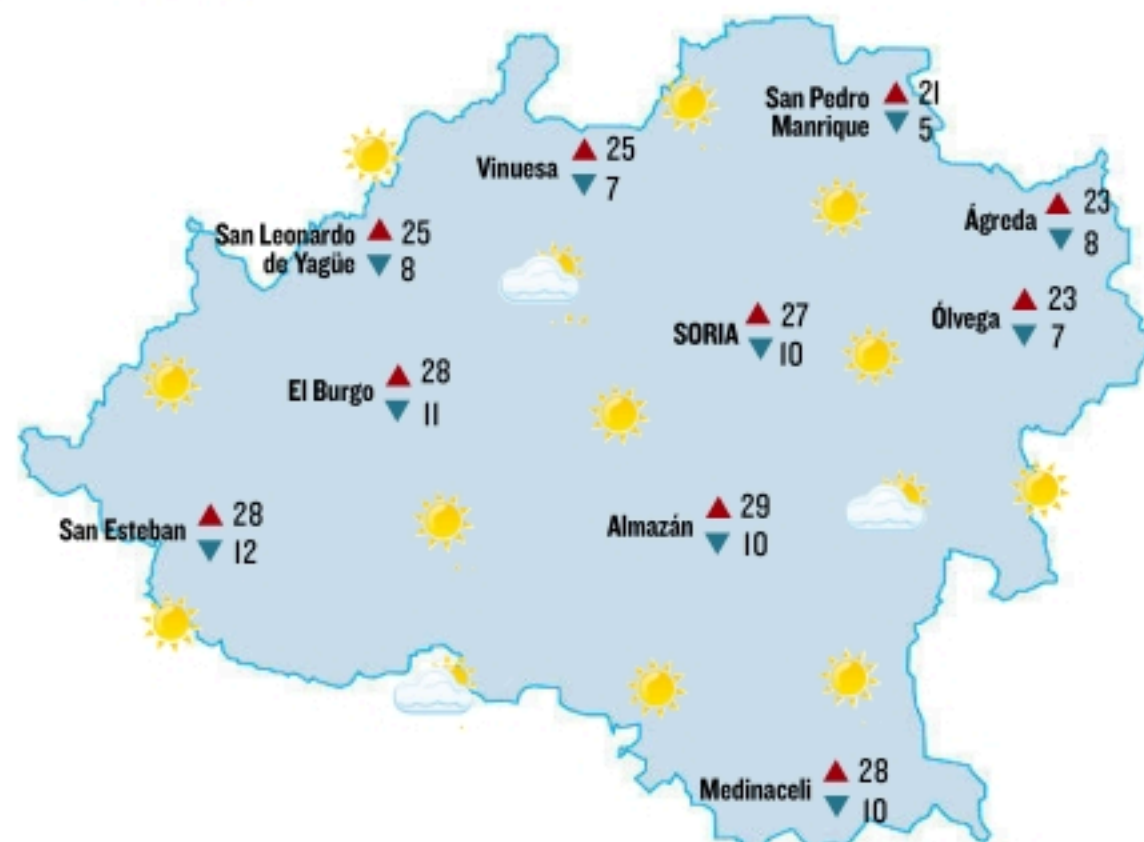 San Pedro 21
Manrique 5
Vinuesa 25
7
Ágreda 23
8
San Leonardo 25
de Yagüe 8
Ólvega 23
7
SORIA 27
10
El Burgo 28
11
San Esteban 28
12
Almazán 29
10
Medinaceli 28
10